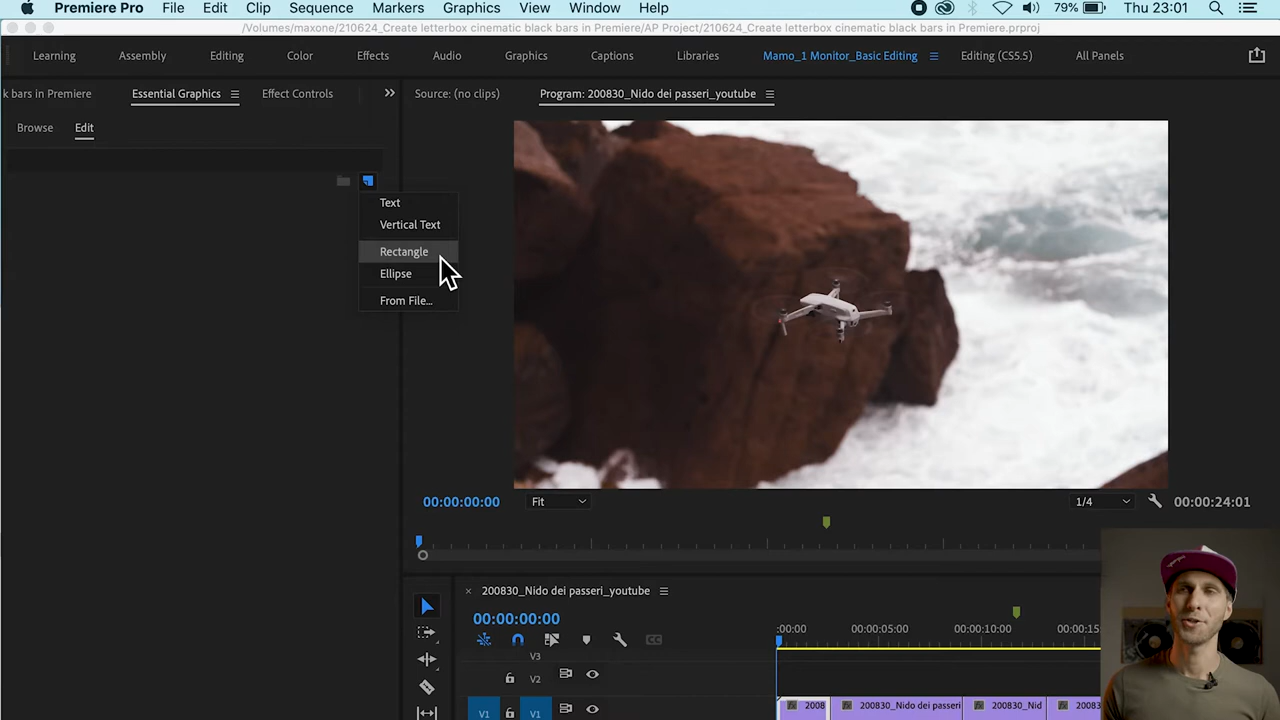 Premiere Pro File Edit Clip Sequence Markers Graphics View Window Help 79% Thu 23:01
/Volumes/maxone/210624_Create letterbox cinematic black bars in Premiere/AP Project/210624_Create letterbox cinematic black bars in Premiere.prproj
Learning Assembly Editing Color Effects Audio Graphics Captions Libraries Mamo_1 Monitor_Basic Editing Editing (CS5.5) All Panels
k bars in Premiere Essential Graphics Effect Controls Source: (no clips) Program: 200830_Nido dei passeri_youtube
Browse Edit
Text
Vertical Text
Rectangle
Ellipse
From File...
00:00:00:00 Fit 1/4 00:00:24:01
× 200830_Nido dei passeri_youtube
00:00:00:00
:00:00 00:00:05:00 00:00:10:00 00:00:15
V3
V2
V1 V1 fx 2008 fx 200830_Nido dei passeri fx 200830_Nid fx 20083